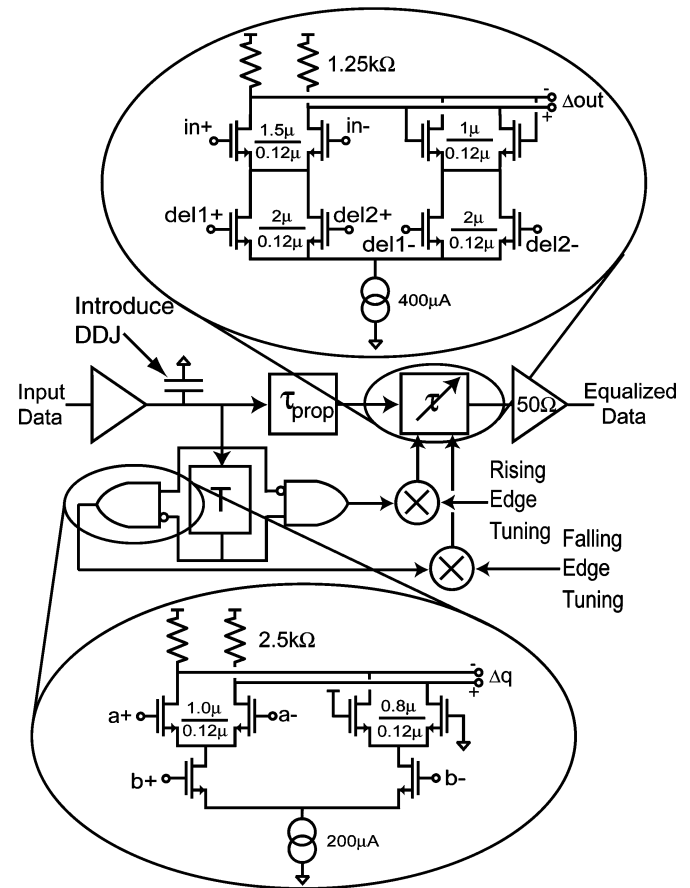 1.25kΩ
-
Δout
+
in+
1.5μ
0.12μ
in-
1μ
0.12μ
del1+
2μ
0.12μ
del2+
del1-
2μ
0.12μ
del2-
400μA
Introduce
DDJ
Input
Data
τprop
τ
50Ω
Equalized
Data
T
Rising
Edge
Tuning
Falling
Edge
Tuning
2.5kΩ
-
Δq
+
a+
1.0μ
0.12μ
a-
0.8μ
0.12μ
b+
b-
200μA